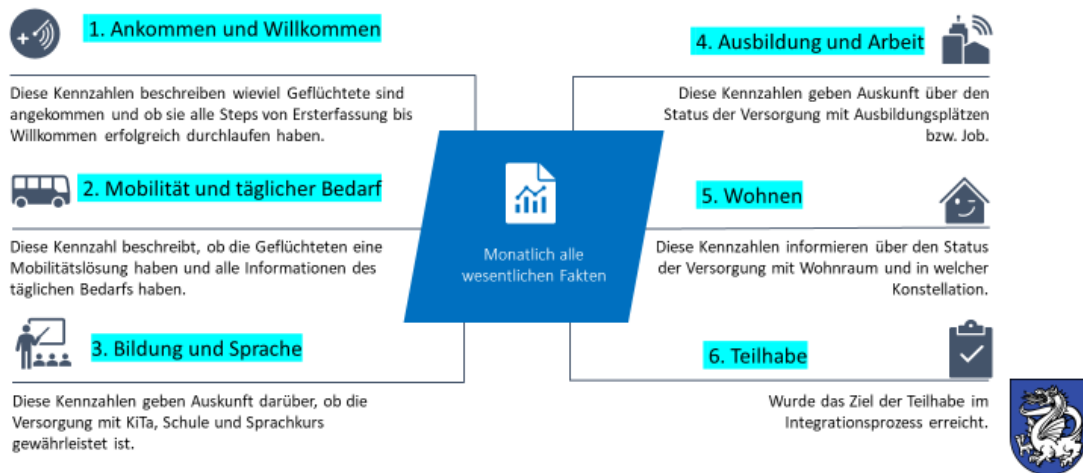 1. Ankommen und Willkommen
Diese Kennzahlen beschreiben wieviel Geflüchtete sind
angekommen und ob sie alle Steps von Ersterfassung bis
Willkommen erfolgreich durchlaufen haben.
2. Mobilität und täglicher Bedarf
Diese Kennzahl beschreibt, ob die Geflüchteten eine
Mobilitätslösung haben und alle Informationen des
täglichen Bedarfs haben.
3. Bildung und Sprache
Diese Kennzahlen geben Auskunft darüber, ob die
Versorgung mit KiTa, Schule und Sprachkurs
gewährleistet ist.
Monatlich alle
wesentlichen Fakten
4. Ausbildung und Arbeit
Diese Kennzahlen geben Auskunft über den
Status der Versorgung mit Ausbildungsplätzen
bzw. Job.
5. Wohnen
Diese Kennzahlen informieren über den Status
der Versorgung mit Wohnraum und in welcher
Konstellation.
6. Teilhabe
Wurde das Ziel der Teilhabe im
Integrationsprozess erreicht.